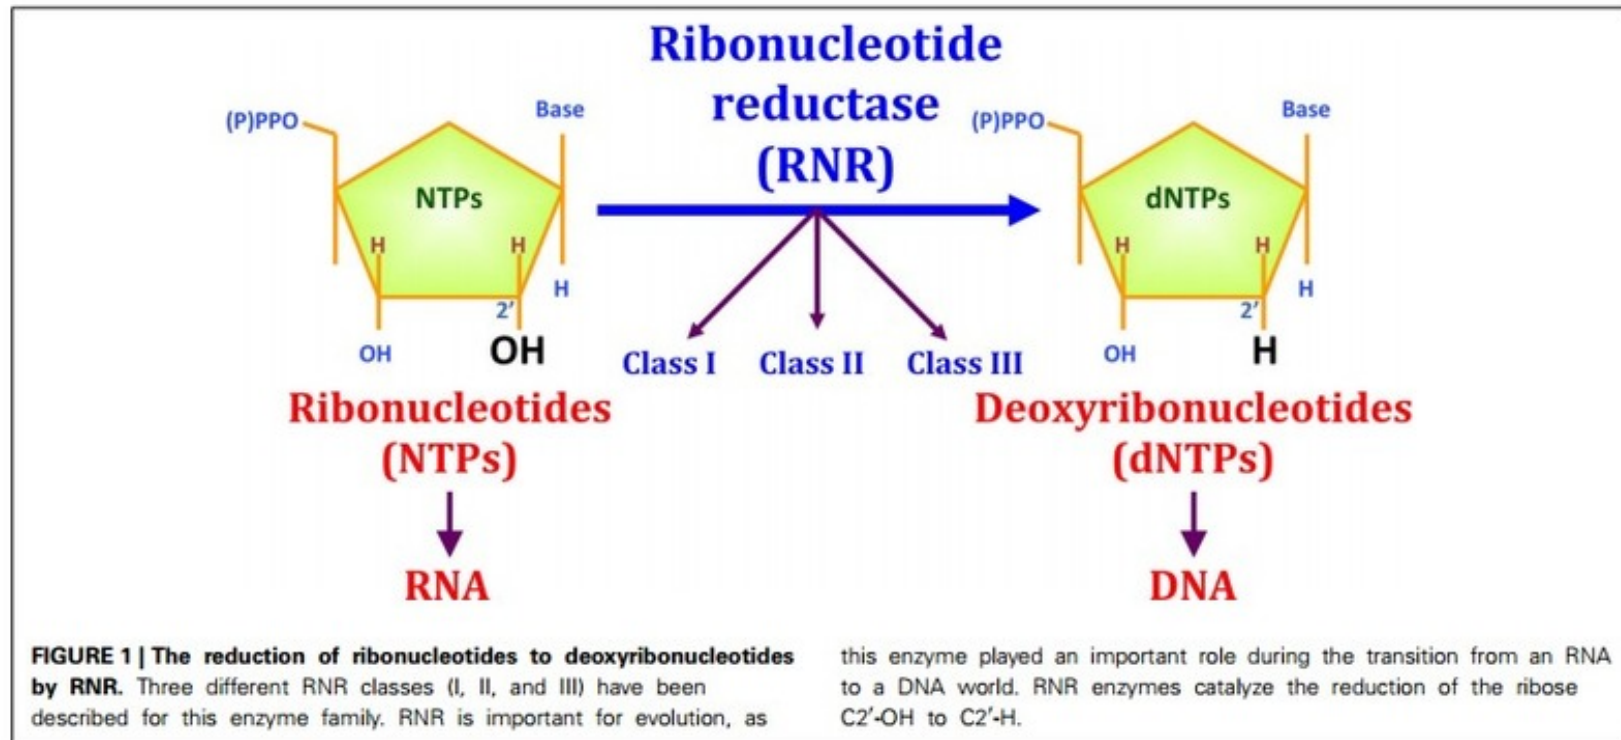 Ribonucleotide
reductase
(RNR)
(P)PPO
Base
NTPs
H
H
H
2’
OH
OH
Class I
Class II
Class III
(P)PPO
Base
dNTPs
H
H
H
2’
OH
H
Ribonucleotides
(NTPs)
RNA
Deoxyribonucleotides
(dNTPs)
DNA
FIGURE 1 | The reduction of ribonucleotides to deoxyribonucleotides
by RNR. Three different RNR classes (I, II, and III) have been
described for this enzyme family. RNR is important for evolution, as
this enzyme played an important role during the transition from an RNA
to a DNA world. RNR enzymes catalyze the reduction of the ribose
C2′-OH to C2′-H.